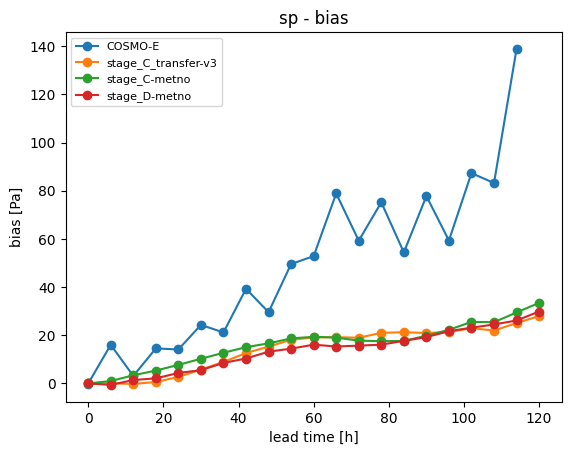 sp - bias
COSMO-E
stage_C_transfer-v3
stage_C-metno
stage_D-metno
bias [Pa]
140
120
100
80
60
40
20
0
0 20 40 60 80 100 120
lead time [h]